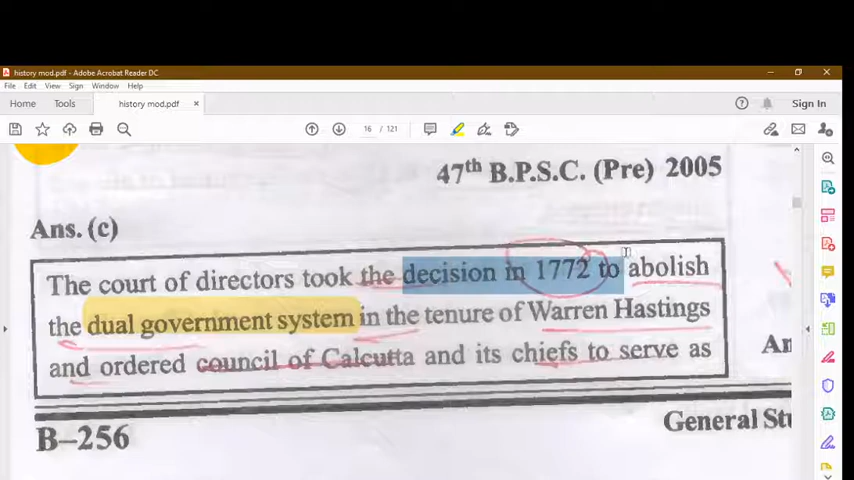 history mod.pdf - Adobe Acrobat Reader DC
File Edit View Sign Window Help
Home Tools history mod.pdf × Sign In
16 / 121
47th B.P.S.C. (Pre) 2005
Ans. (c)
The court of directors took the decision in 1772 to abolish
the dual government system in the tenure of Warren Hastings
and ordered council of Calcutta and its chiefs to serve as
An
B–256
General Stu